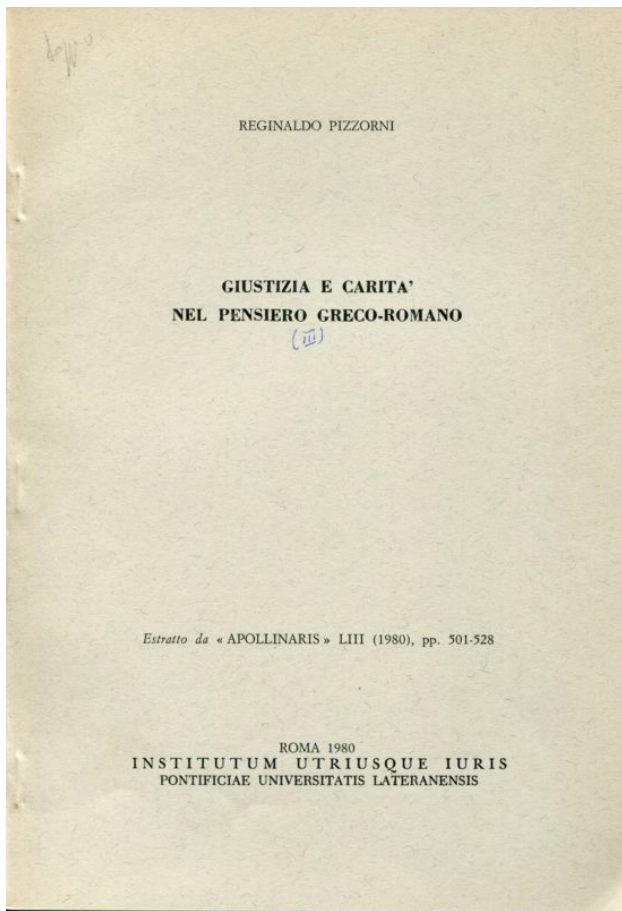 REGINALDO PIZZORNI
GIUSTIZIA E CARITA'
NEL PENSIERO GRECO-ROMANO
(III)
Estratto da « APOLLINARIS » LIII (1980), pp. 501-528
ROMA 1980
INSTITUTUM UTRIUSQUE IURIS
PONTIFICIAE UNIVERSITATIS LATERANENSIS